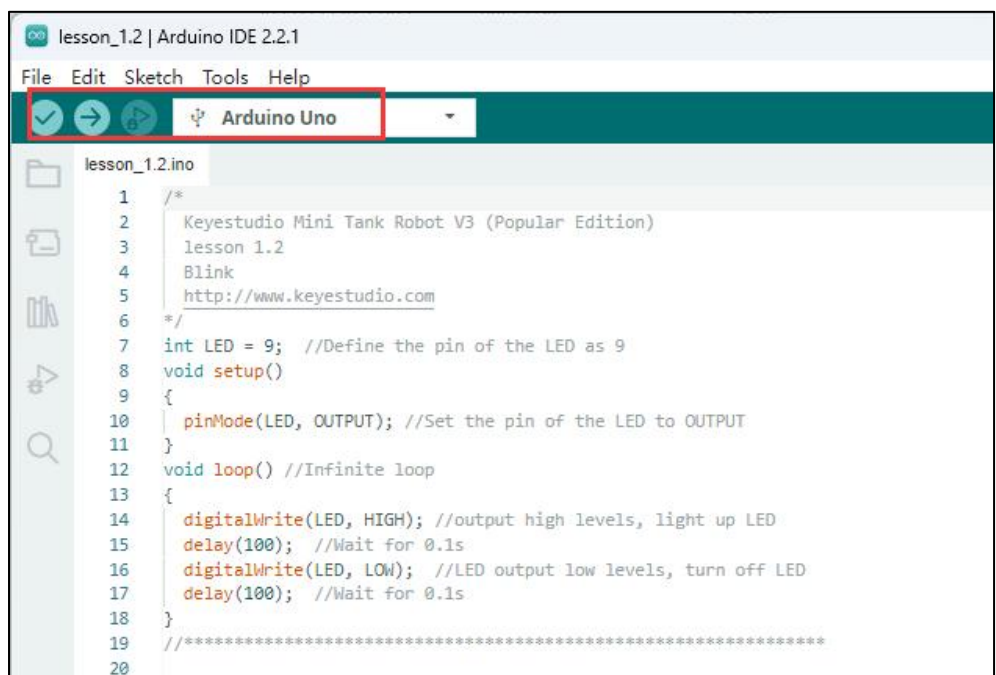 lesson_1.2 | Arduino IDE 2.2.1
File Edit Sketch Tools Help
Arduino Uno
lesson_1.2.ino
1 /*
2 Keyestudio Mini Tank Robot V3 (Popular Edition)
3 lesson 1.2
4 Blink
5 http://www.keyestudio.com
6 */
7 int LED = 9; //Define the pin of the LED as 9
8 void setup()
9 {
10 pinMode(LED, OUTPUT); //Set the pin of the LED to OUTPUT
11 }
12 void loop() //Infinite loop
13 {
14 digitalWrite(LED, HIGH); //output high levels, light up LED
15 delay(100); //Wait for 0.1s
16 digitalWrite(LED, LOW); //LED output low levels, turn off LED
17 delay(100); //Wait for 0.1s
18 }
19 //****************************************************************
20